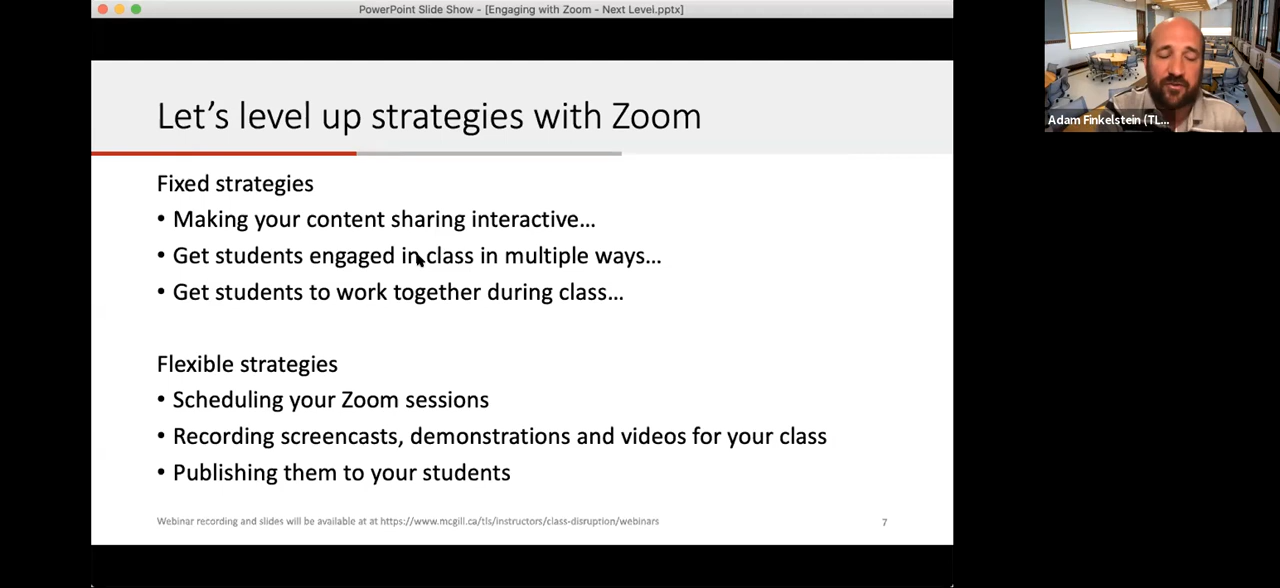 PowerPoint Slide Show - [Engaging with Zoom - Next Level.pptx]
Let's level up strategies with Zoom
Fixed strategies
• Making your content sharing interactive…
• Get students engaged in class in multiple ways…
• Get students to work together during class…
Flexible strategies
• Scheduling your Zoom sessions
• Recording screencasts, demonstrations and videos for your class
• Publishing them to your students
Webinar recording and slides will be available at at https://www.mcgill.ca/tls/instructors/class-disruption/webinars
7
Adam Finkelstein (TL...